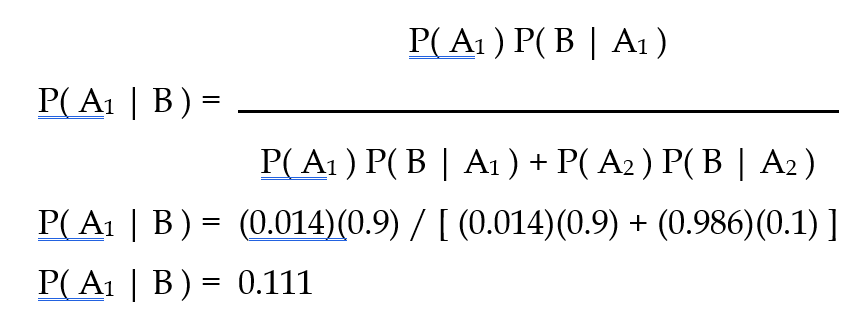 P( A₁ ) P( B | A₁ )
P( A₁ | B ) =
P( A₁ ) P( B | A₁ ) + P( A₂ ) P( B | A₂ )
P( A₁ | B ) = (0.014)(0.9) / [ (0.014)(0.9) + (0.986)(0.1) ]
P( A₁ | B ) = 0.111